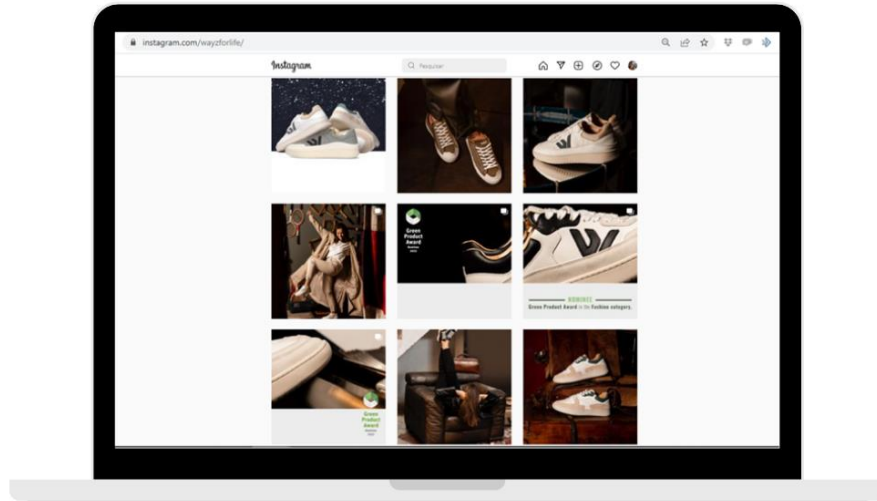 instagram.com/wayzforlife/
Instagram
Pesquisar
Green
Product
Award
NOMINEE
Green Product Award in the Fashion category.
Green
Product
Award